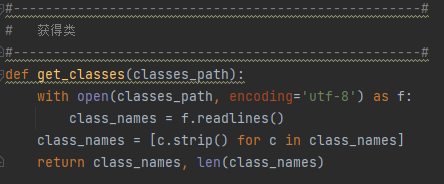 #---------------------------------------------------#
#   获得类
#---------------------------------------------------#
def get_classes(classes_path):
    with open(classes_path, encoding='utf-8') as f:
        class_names = f.readlines()
    class_names = [c.strip() for c in class_names]
    return class_names, len(class_names)